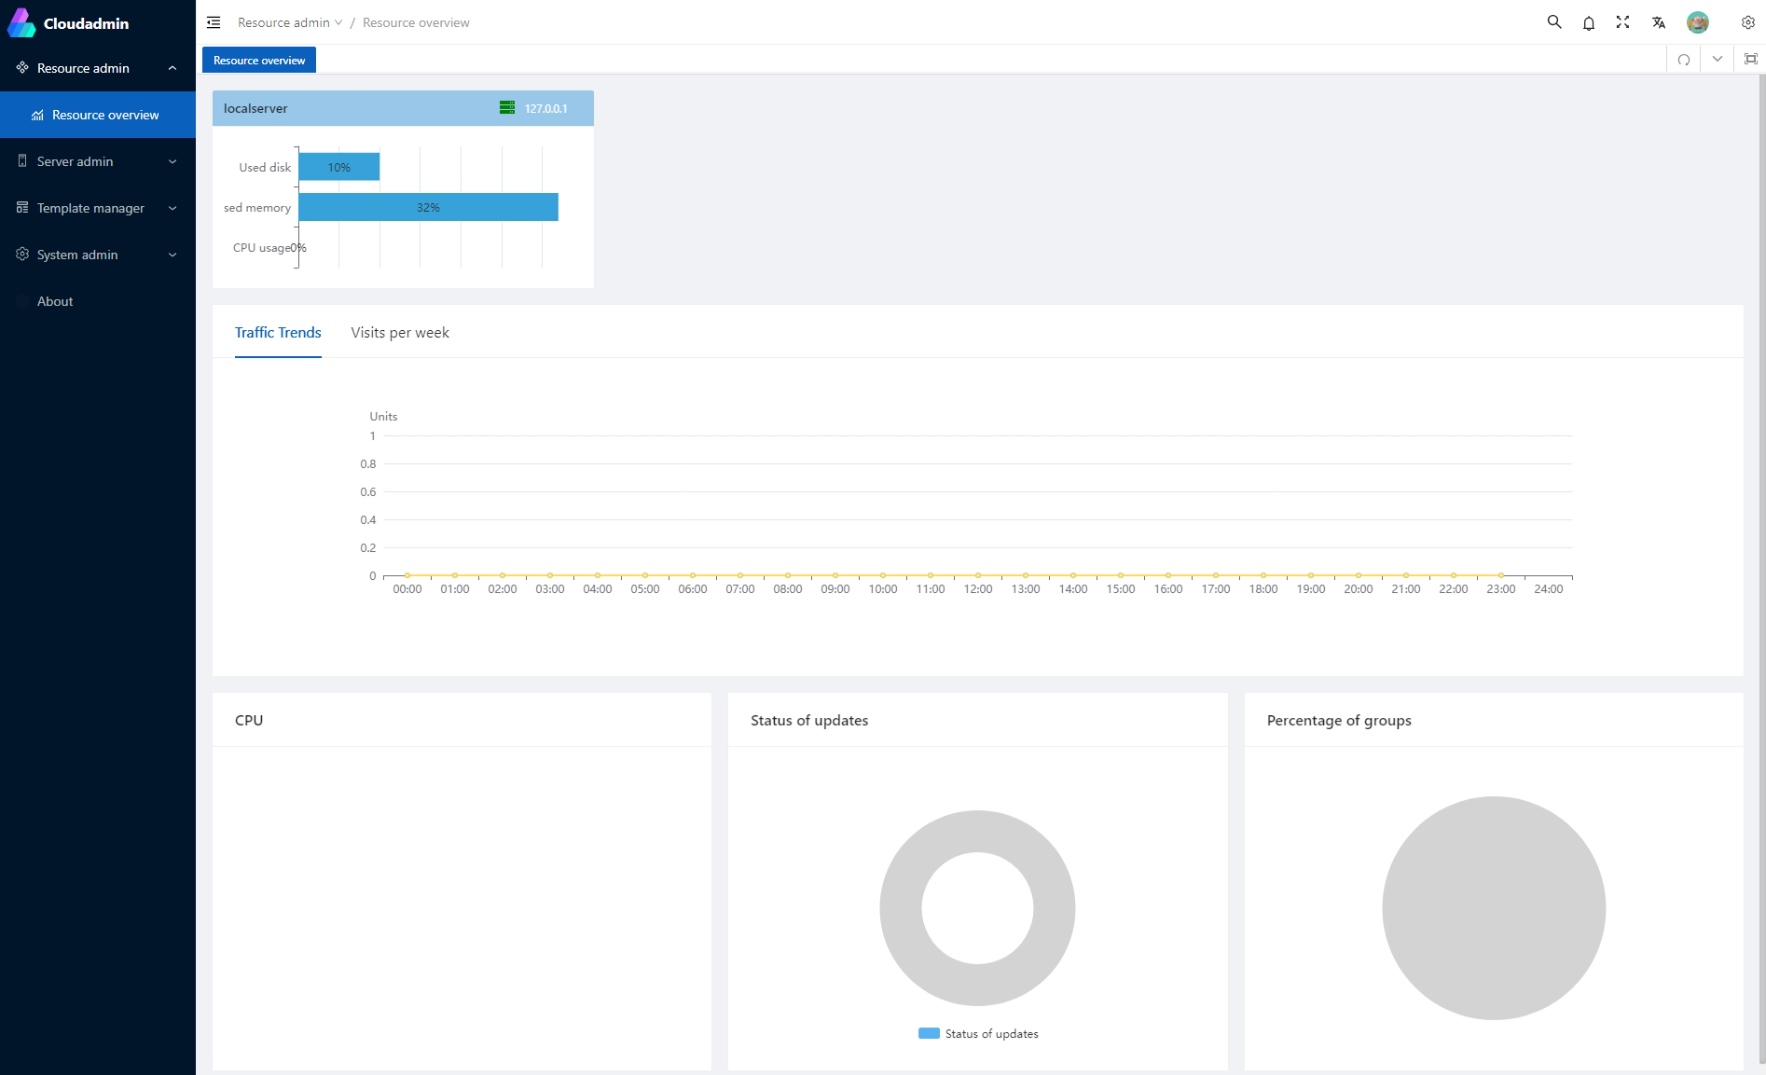 Cloudadmin
Resource admin
Resource overview
Server admin
Template manager
System admin
About
Resource admin / Resource overview
Resource overview
localserver 127.0.0.1
Used disk 10%
sed memory 32%
CPU usage 0%
Traffic Trends Visits per week
Units
1
0.8
0.6
0.4
0.2
0
00:00 01:00 02:00 03:00 04:00 05:00 06:00 07:00 08:00 09:00 10:00 11:00 12:00 13:00 14:00 15:00 16:00 17:00 18:00 19:00 20:00 21:00 22:00 23:00 24:00
CPU
Status of updates
Status of updates
Percentage of groups